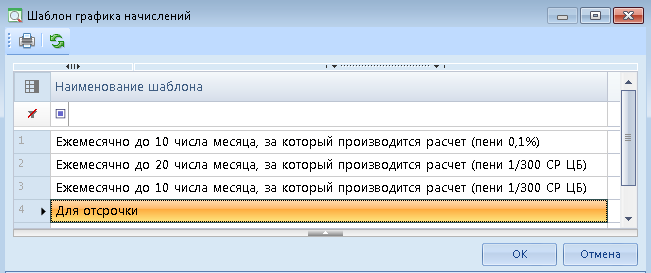 Шаблон графика начислений
Наименование шаблона
1 Ежемесячно до 10 числа месяца, за который производится расчет (пени 0,1%)
2 Ежемесячно до 20 числа месяца, за который производится расчет (пени 1/300 СР ЦБ)
3 Ежемесячно до 10 числа месяца, за который производится расчет (пени 1/300 СР ЦБ)
4 Для отсрочки
OK Отмена